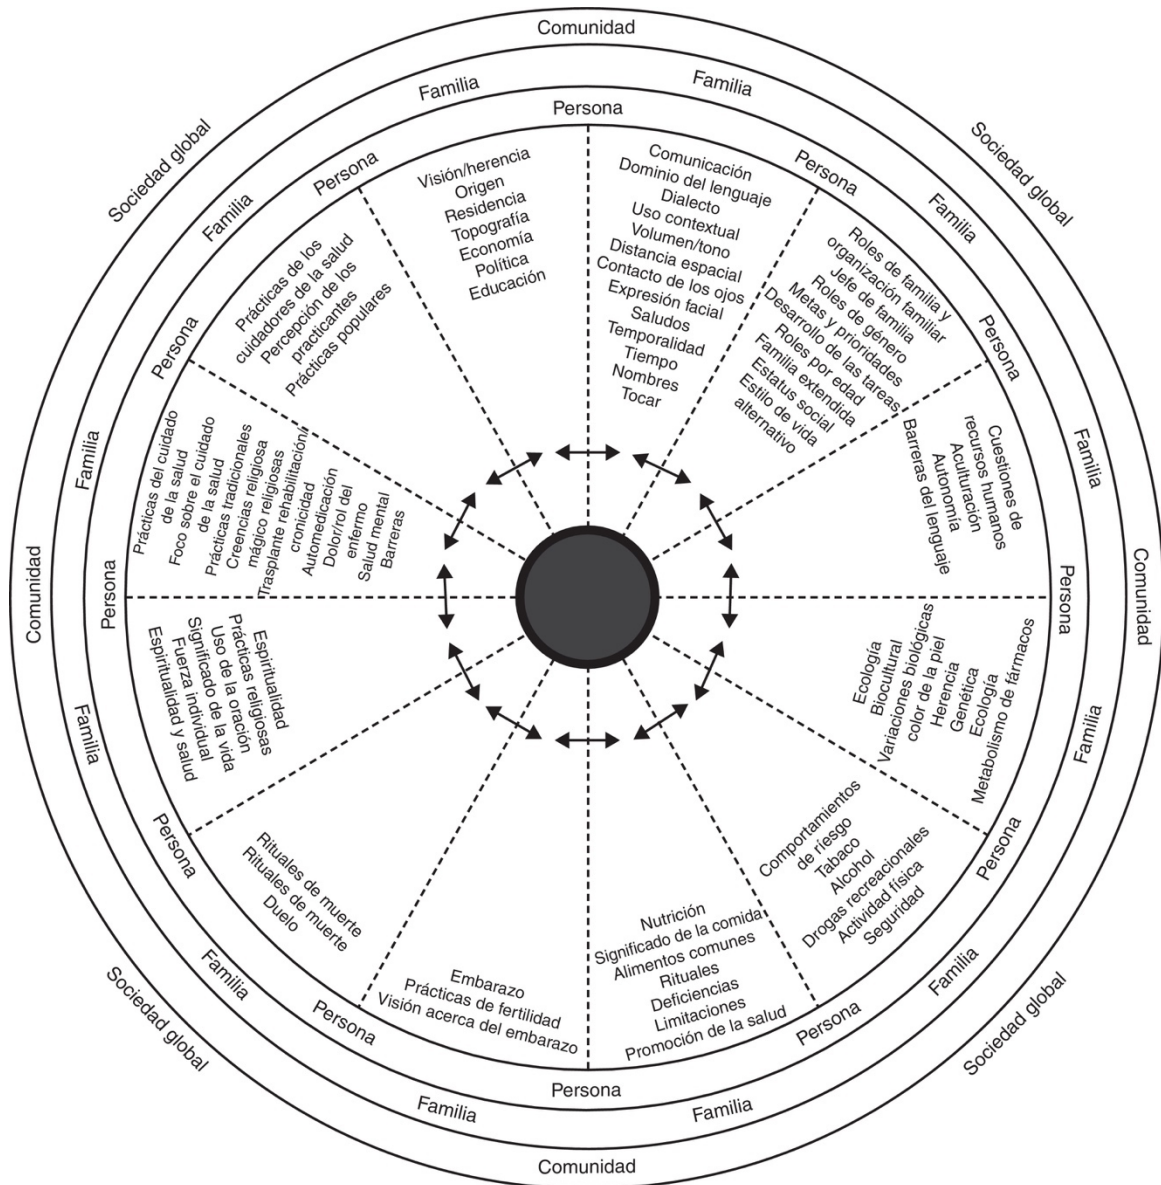 Comunidad
Familia
Familia
Persona
Sociedad global
Sociedad global
Persona
Persona
Familia
Familia
Visión/herencia
Origen
Residencia
Topografía
Economía
Política
Educación
Comunicación
Dominio del lenguaje
Dialecto
Uso contextual
Volumen/tono
Distancia espacial
Contacto de los ojos
Expresión facial
Saludos
Temporalidad
Tiempo
Nombres
Tocar
Roles de familia y
organización familiar
Jefe de familia
Roles de género
Metas y prioridades
Desarrollo de las tareas
Roles por edad
Familia extendida
Estatus social
Estilo de vida
alternativo
Persona
Familia
Cuestiones de
recursos humanos
Aculturación
Autonomía
Barreras del lenguaje
Persona
Comunidad
Ecología
Biocultural
Variaciones biológicas
color de la piel
Herencia
Genética
Ecología
Metabolismo de fármacos
Familia
Persona
Comportamientos
de riesgo
Tabaco
Alcohol
Drogas recreacionales
Actividad física
Seguridad
Familia
Sociedad global
Persona
Nutrición
Significado de la comida
Alimentos comunes
Rituales
Deficiencias
Limitaciones
Promoción de la salud
Familia
Persona
Comunidad
Embarazo
Prácticas de fertilidad
Visión acerca del embarazo
Familia
Persona
Rituales de muerte
Rituales de muerte
Duelo
Familia
Sociedad global
Persona
Espiritualidad
Prácticas religiosas
Uso de la oración
Significado de la vida
Fuerza individual
Espiritualidad y salud
Familia
Persona
Comunidad
Prácticas del cuidado
de la salud
Foco sobre el cuidado
de la salud
Prácticas tradicionales
Creencias religiosa
mágico religiosas
Trasplante rehabilitación/
cronicidad
Automedicación
Dolor/rol del
enfermo
Salud mental
Barreras
Familia
Persona
Prácticas de los
cuidadores de la salud
Percepción de los
practicantes
Prácticas populares